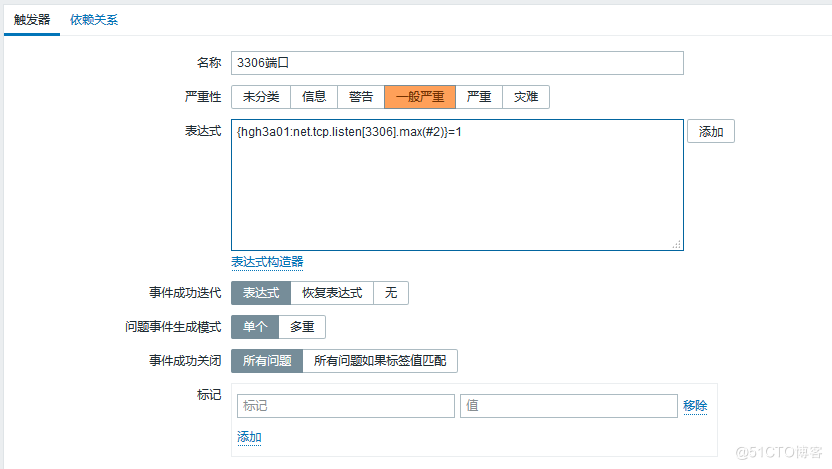 触发器 依赖关系
名称 3306端口
严重性 未分类 信息 警告 一般严重 严重 灾难
表达式 {hgh3a01:net.tcp.listen[3306].max(#2)}=1 添加
表达式构造器
事件成功迭代 表达式 恢复表达式 无
问题事件生成模式 单个 多重
事件成功关闭 所有问题 所有问题如果标签值匹配
标记 标记 值 移除
添加
@51CTO博客